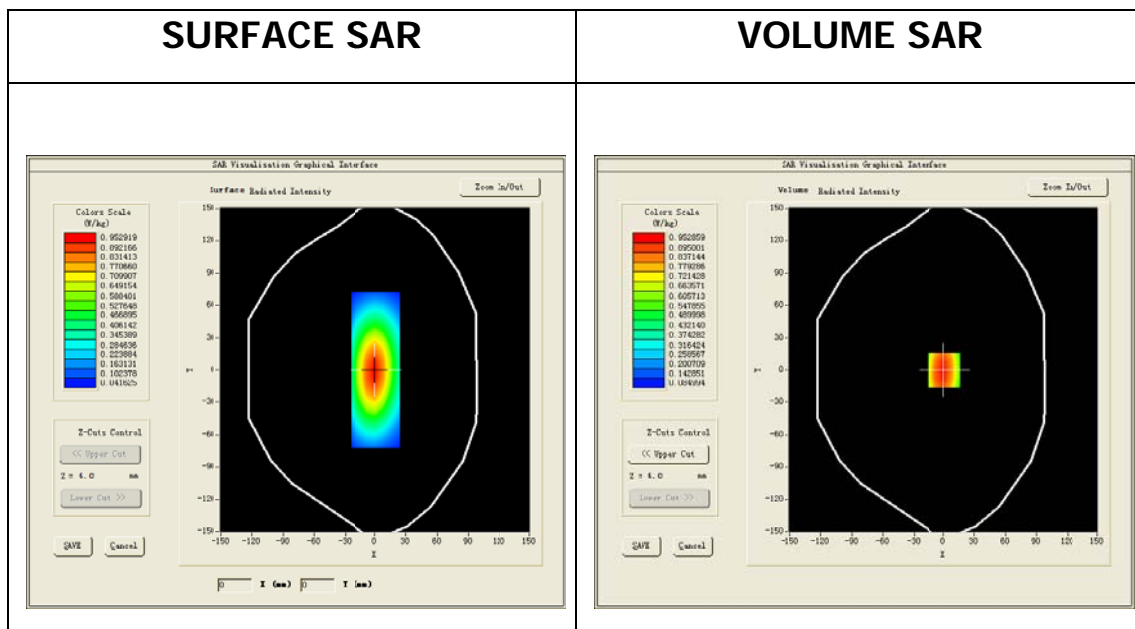 SURFACE SAR
VOLUME SAR
SAR Visualisation Graphical Interface
Surface Radiated Intensity
Zoom In/Out
Colors Scale
(W/kg)
0.952919
0.892166
0.831413
0.770660
0.709907
0.649154
0.588401
0.527648
0.466895
0.406142
0.345389
0.284636
0.223884
0.163131
0.102378
0.041625
Z-Cuts Control
<< Upper Cut
Z = 4.0 mm
Lower Cut >>
SAVE
Cancel
150
120
90
60
30
0
-30
-60
-90
-120
-150
Y
-150 -120 -90 -60 -30 0 30 60 90 120 150
X
0 X (mm) 0 Y (mm)
SAR Visualisation Graphical Interface
Volume Radiated Intensity
Zoom In/Out
Colors Scale
(W/kg)
0.952859
0.895001
0.837144
0.779286
0.721428
0.663571
0.605713
0.547855
0.489998
0.432140
0.374282
0.316424
0.258567
0.200709
0.142851
0.084994
Z-Cuts Control
<< Upper Cut
Z = 4.0 mm
Lower Cut >>
SAVE
Cancel
150
120
90
60
30
0
-30
-60
-90
-120
-150
Y
-150 -120 -90 -60 -30 0 30 60 90 120 150
X